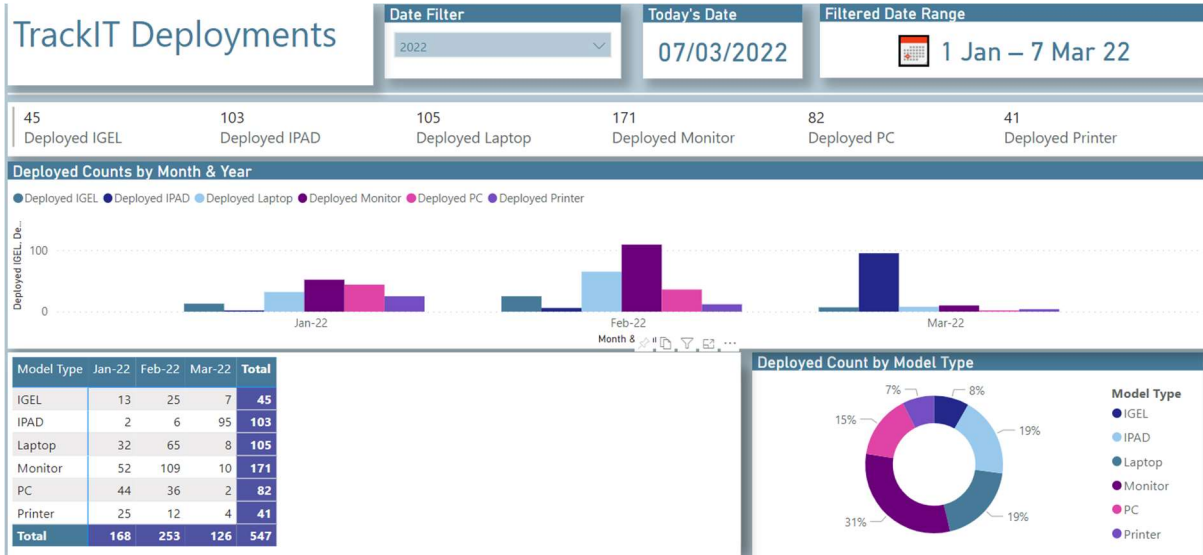 TrackIT Deployments
Date Filter
2022
Today's Date
07/03/2022
Filtered Date Range
1 Jan – 7 Mar 22
45 103 105 171 82 41
Deployed IGEL Deployed IPAD Deployed Laptop Deployed Monitor Deployed PC Deployed Printer
Deployed Counts by Month & Year
Deployed IGEL Deployed IPAD Deployed Laptop Deployed Monitor Deployed PC Deployed Printer
Deployed IGEL, De...
100
0
Jan-22 Feb-22 Mar-22
Month &
Model Type Jan-22 Feb-22 Mar-22 Total
IGEL 13 25 7 45
IPAD 2 6 95 103
Laptop 32 65 8 105
Monitor 52 109 10 171
PC 44 36 2 82
Printer 25 12 4 41
Total 168 253 126 547
Deployed Count by Model Type
7% 8%
15% 19%
31% 19%
Model Type
IGEL
IPAD
Laptop
Monitor
PC
Printer